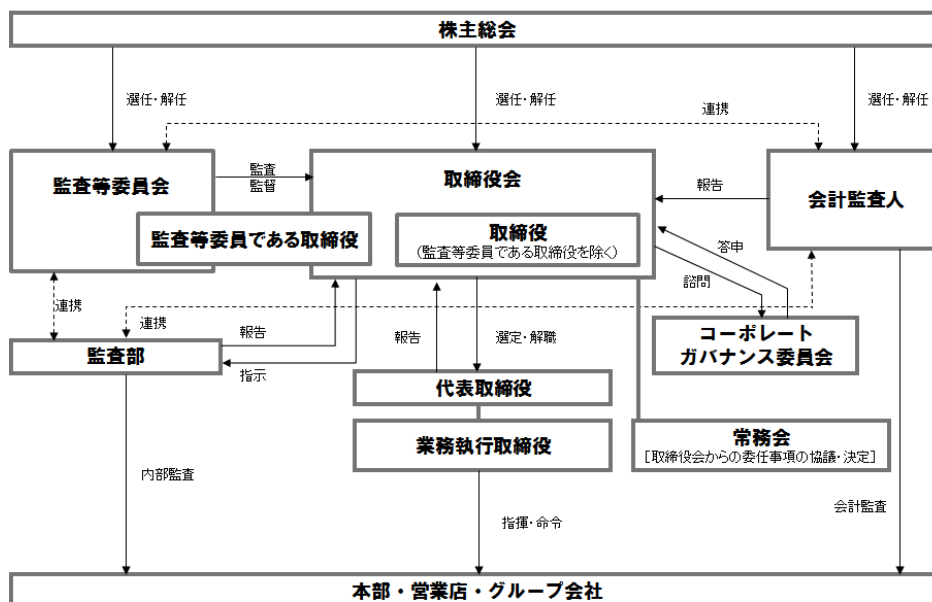 株主総会
選任・解任
選任・解任
選任・解任
連携
監査等委員会
監査
監督
取締役会
報告
会計監査人
監査等委員である取締役
取締役
(監査等委員である取締役を除く)
答申
諮問
連携
連携
報告
報告
選定・解職
コーポレート
ガバナンス委員会
監査部
指示
代表取締役
業務執行取締役
常務会
[取締役会からの委任事項の協議・決定]
内部監査
会計監査
指揮・命令
本部・営業店・グループ会社